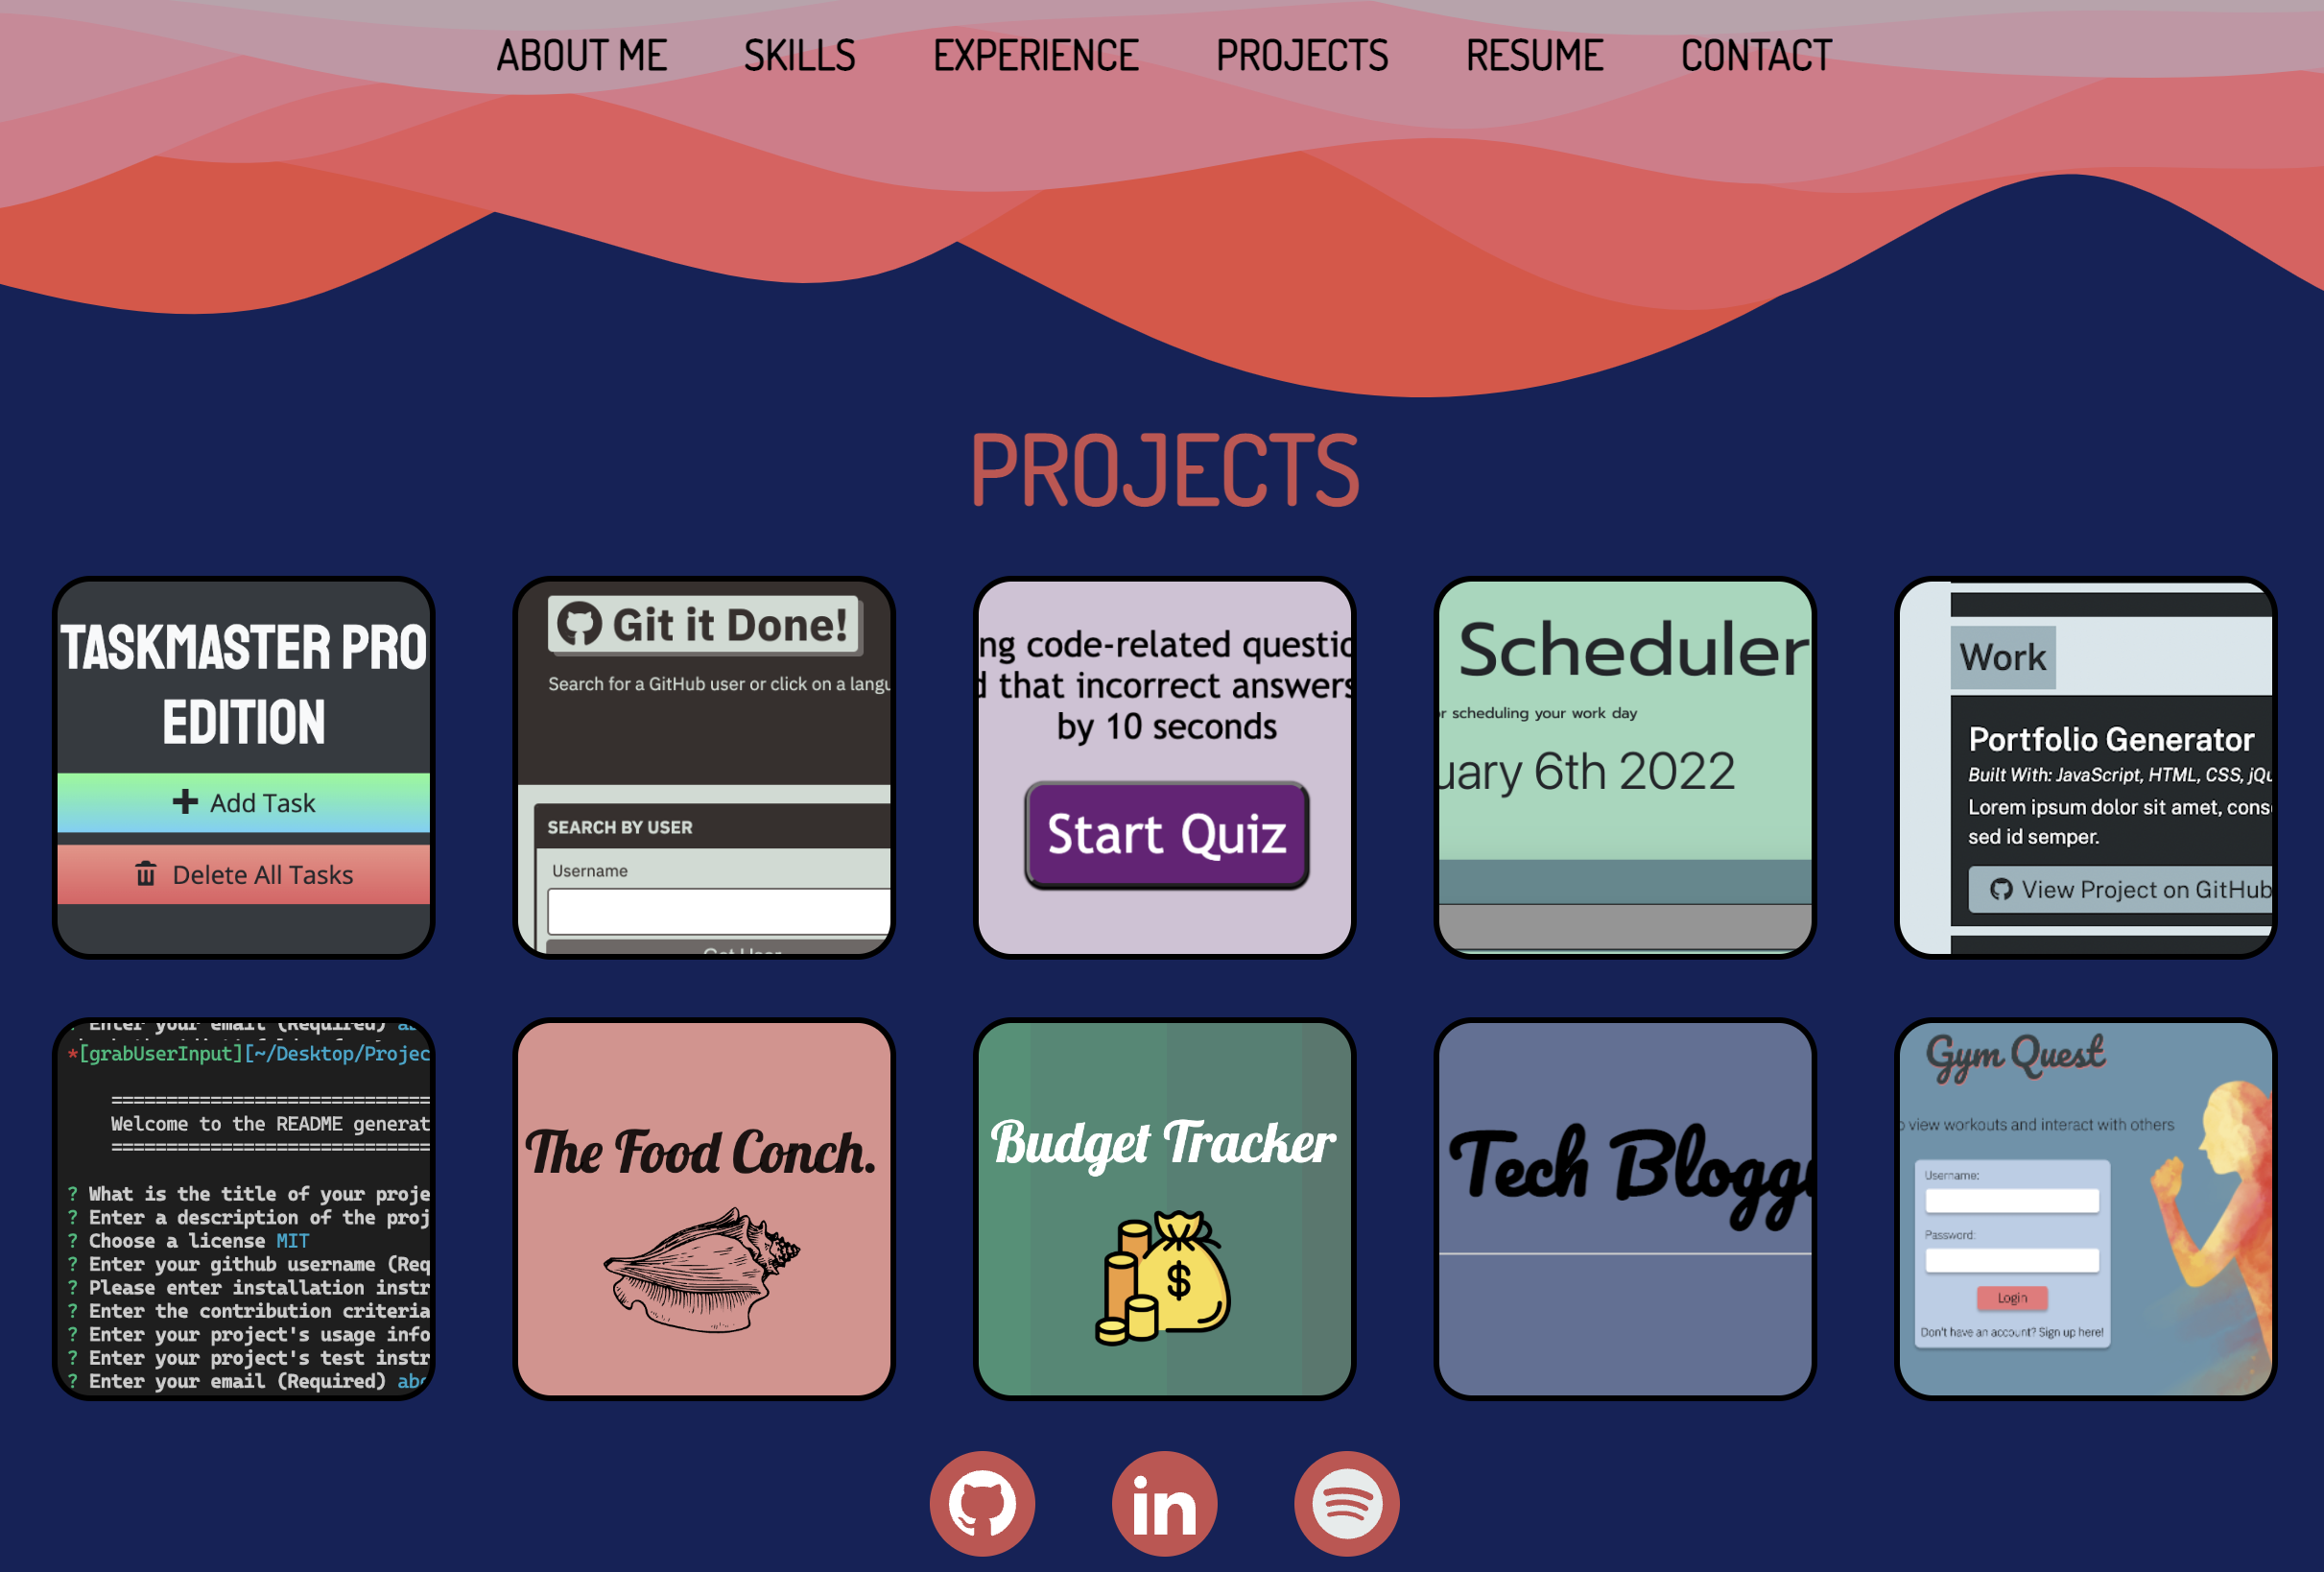 ABOUT ME SKILLS EXPERIENCE PROJECTS RESUME CONTACT
PROJECTS
TASKMASTER PRO
EDITION
Add Task
Delete All Tasks
Git it Done!
Search for a GitHub user or click on a langu
SEARCH BY USER
Username
Get User
ng code-related questio
d that incorrect answers
by 10 seconds
Start Quiz
Scheduler
r scheduling your work day
uary 6th 2022
Work
Portfolio Generator
Built With: JavaScript, HTML, CSS, jQu
Lorem ipsum dolor sit amet, cons
sed id semper.
View Project on GitHub
? Enter your email (Required) ab
*[grabUserInput][~/Desktop/Projec
==============================
Welcome to the README generat
==============================
? What is the title of your proje
? Enter a description of the proj
? Choose a license MIT
? Enter your github username (Req
? Please enter installation instr
? Enter the contribution criteria
? Enter your project's usage info
? Enter your project's test instr
? Enter your email (Required) abc
The Food Conch.
Budget Tracker
$
Tech Blogg
Gym Quest
o view workouts and interact with others
Username:
Password:
Login
Don't have an account? Sign up here!
in